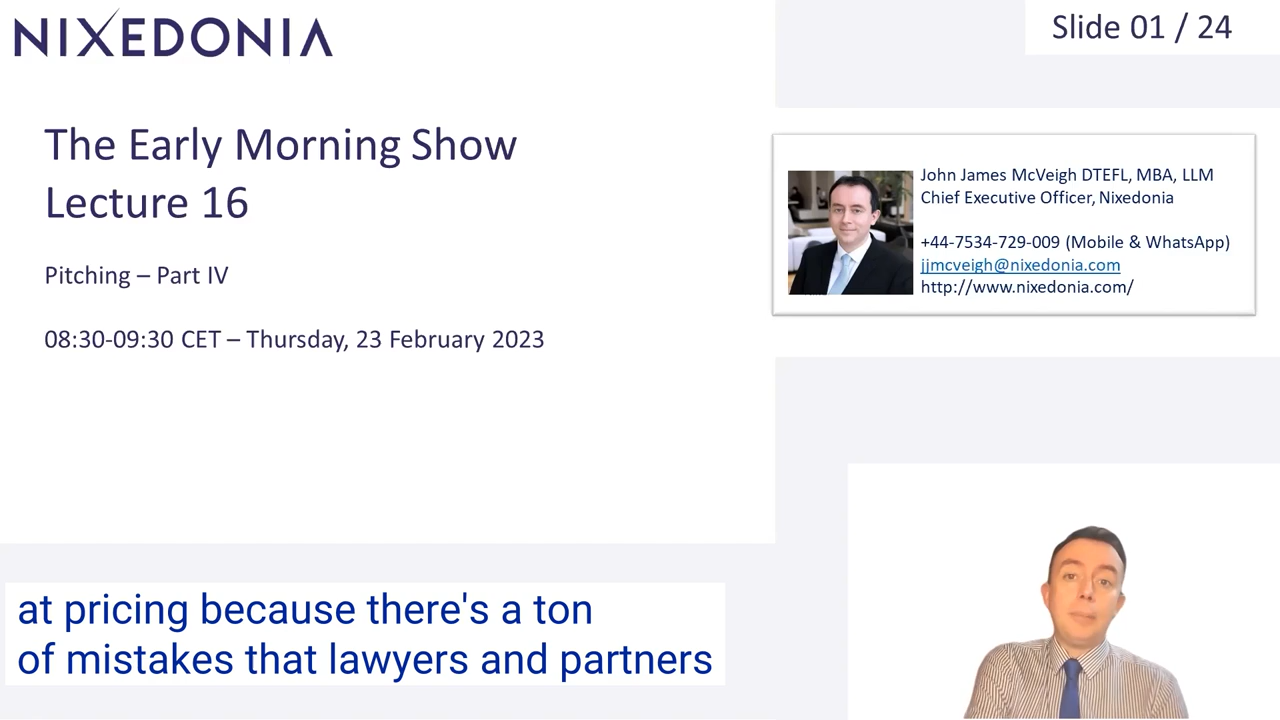 NIXEDONIA
Slide 01 / 24
The Early Morning Show
Lecture 16
Pitching – Part IV
08:30-09:30 CET – Thursday, 23 February 2023
John James McVeigh DTEFL, MBA, LLM
Chief Executive Officer, Nixedonia
+44-7534-729-009 (Mobile & WhatsApp)
jjmcveigh@nixedonia.com
http://www.nixedonia.com/
at pricing because there's a ton
of mistakes that lawyers and partners